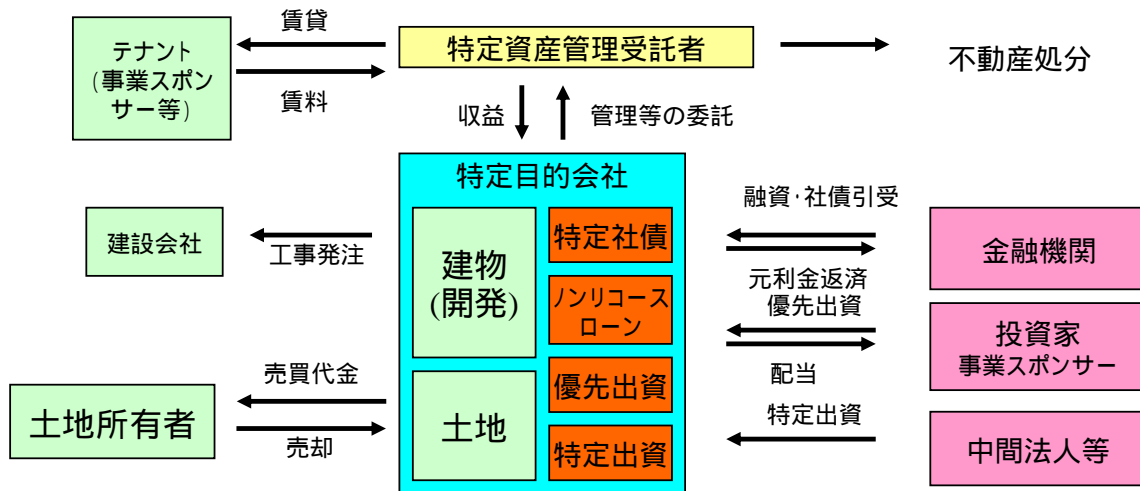 賃貸
テナント
(事業スポン
サー等)
賃料
特定資産管理受託者
不動産処分
収益
管理等の委託
特定目的会社
建設会社
工事発注
建物
(開発)
特定社債
ノンリコース
ローン
融資・社債引受
金融機関
元利金返済
優先出資
投資家
事業スポンサー
配当
売買代金
土地所有者
売却
土地
優先出資
特定出資
特定出資
中間法人等